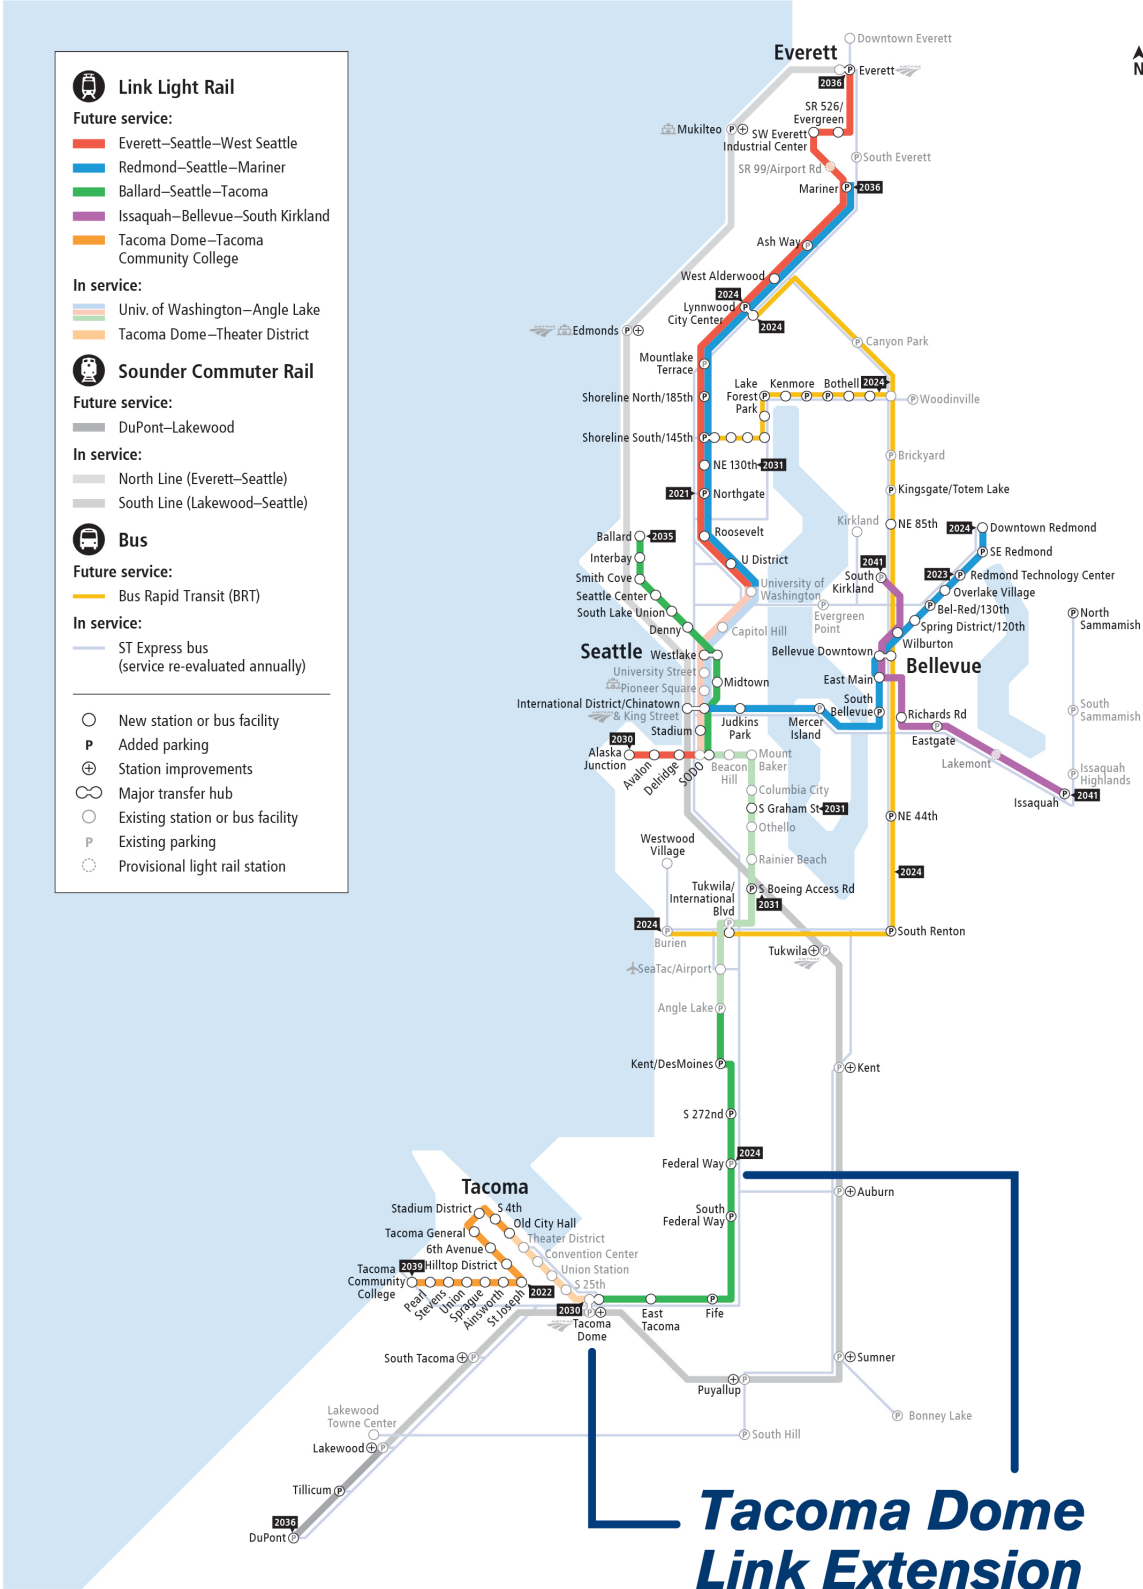 Link Light Rail
Future service:
Everett–Seattle–West Seattle
Redmond–Seattle–Mariner
Ballard–Seattle–Tacoma
Issaquah–Bellevue–South Kirkland
Tacoma Dome–Tacoma
Community College
In service:
Univ. of Washington–Angle Lake
Tacoma Dome–Theater District
Sounder Commuter Rail
Future service:
DuPont–Lakewood
In service:
North Line (Everett–Seattle)
South Line (Lakewood–Seattle)
Bus
Future service:
Bus Rapid Transit (BRT)
In service:
ST Express bus
(service re-evaluated annually)
New station or bus facility
P Added parking
Station improvements
Major transfer hub
Existing station or bus facility
P Existing parking
Provisional light rail station
N
Downtown Everett
Everett
Everett
2036
SR 526/
Evergreen
Mukilteo
SW Everett
Industrial Center
South Everett
SR 99/Airport Rd
Mariner
2036
Ash Way
West Alderwood
2024
Lynnwood
City Center
2024
Edmonds
Canyon Park
Mountlake
Terrace
Lake
Forest
Park
Kenmore
Bothell
2024
Woodinville
Shoreline North/185th
Shoreline South/145th
NE 130th
2031
Brickyard
2021
Northgate
Kingsgate/Totem Lake
Kirkland
NE 85th
2024
Downtown Redmond
Ballard
2035
Roosevelt
Interbay
U District
SE Redmond
2041
South
Kirkland
2023
Redmond Technology Center
Smith Cove
University of
Washington
Overlake Village
Seattle Center
Bel-Red/130th
South Lake Union
Evergreen
Point
Spring District/120th
North
Sammamish
Denny
Capitol Hill
Wilburton
Seattle
Westlake
Bellevue Downtown
Bellevue
University Street
Pioneer Square
Midtown
East Main
International District/Chinatown
& King Street
Judkins
Park
Mercer
Island
South
Bellevue
Richards Rd
South
Sammamish
Stadium
Eastgate
2030
Alaska
Junction
Avalon
Delridge
SODO
Beacon
Hill
Mount
Baker
Lakemont
Issaquah
Highlands
Columbia City
Issaquah
2041
S Graham St
2031
NE 44th
Othello
Westwood
Village
Rainier Beach
2024
Tukwila/
International
Blvd
S Boeing Access Rd
2031
2024
Burien
South Renton
Tukwila
SeaTac/Airport
Angle Lake
Kent/DesMoines
Kent
S 272nd
2024
Federal Way
Auburn
South
Federal Way
Tacoma
Stadium District
S 4th
Old City Hall
Tacoma General
Theater District
6th Avenue
Convention Center
2039
Hilltop District
Union Station
Tacoma
Community
College
S 25th
2022
Pearl
Stevens
Union
Sprague
Ainsworth
St Joseph
2030
Tacoma
Dome
East
Tacoma
Fife
South Tacoma
Sumner
Puyallup
Lakewood
Towne Center
Bonney Lake
South Hill
Lakewood
Tillicum
2036
DuPont
Tacoma Dome
Link Extension